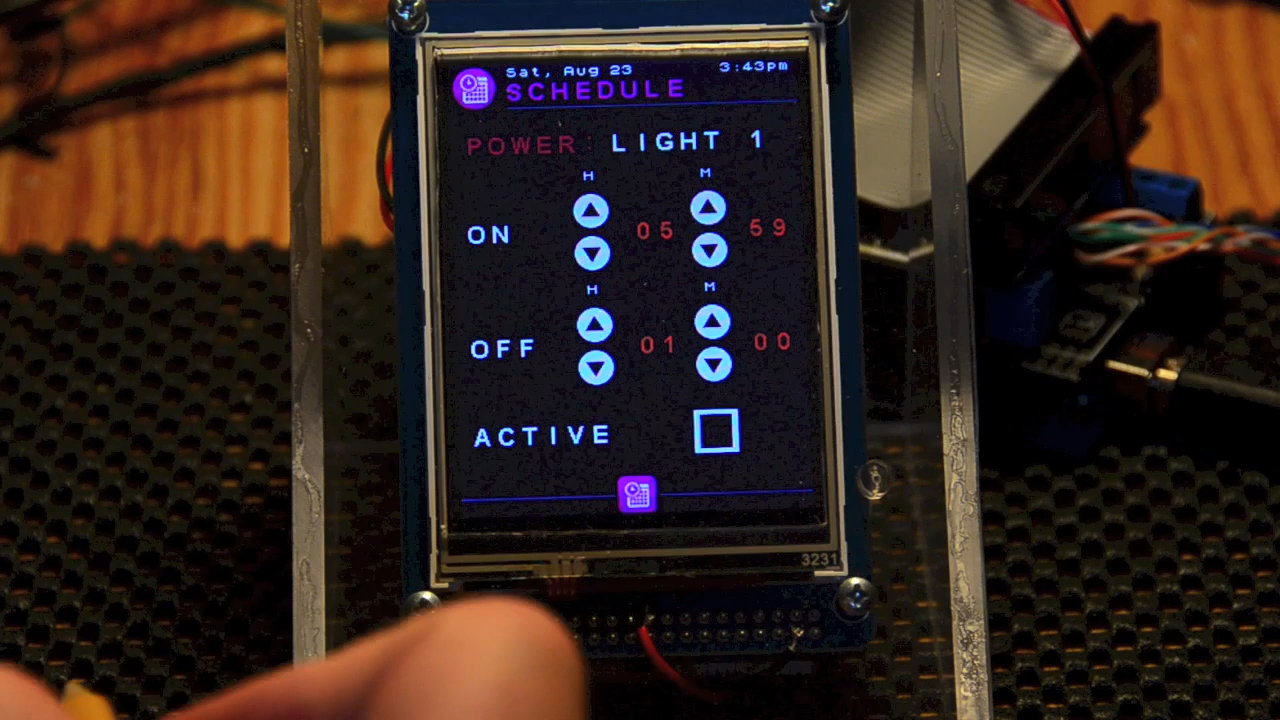 Sat, Aug 23 3:43pm
SCHEDULE
POWER: LIGHT 1
H M
ON 05 59
H M
OFF 01 00
ACTIVE
3231